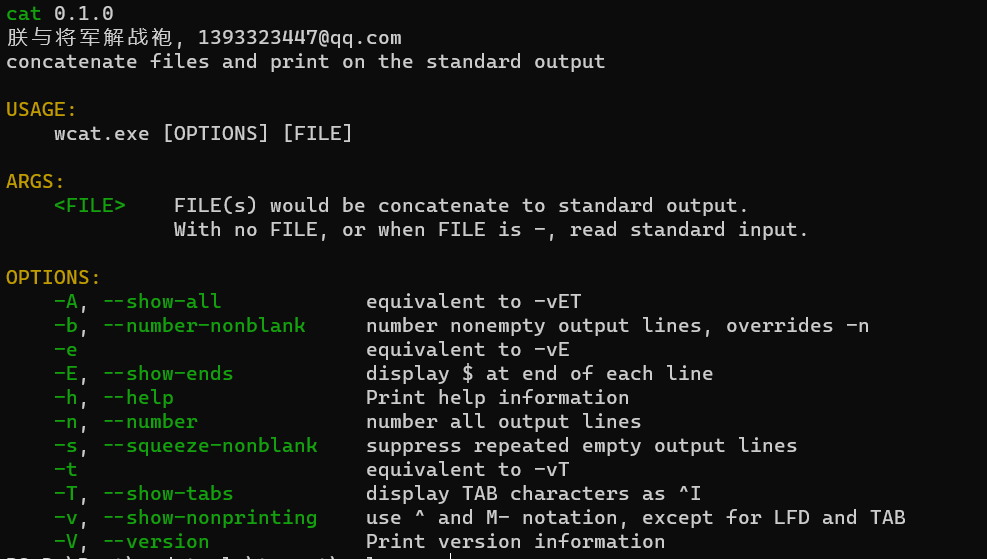 cat 0.1.0
朕与将军解战袍, 1393323447@qq.com
concatenate files and print on the standard output
USAGE:
wcat.exe [OPTIONS] [FILE]
ARGS:
<FILE> FILE(s) would be concatenate to standard output.
With no FILE, or when FILE is -, read standard input.
OPTIONS:
-A, --show-all equivalent to -vET
-b, --number-nonblank number nonempty output lines, overrides -n
-e equivalent to -vE
-E, --show-ends display $ at end of each line
-h, --help Print help information
-n, --number number all output lines
-s, --squeeze-nonblank suppress repeated empty output lines
-t equivalent to -vT
-T, --show-tabs display TAB characters as ^I
-v, --show-nonprinting use ^ and M- notation, except for LFD and TAB
-V, --version Print version information